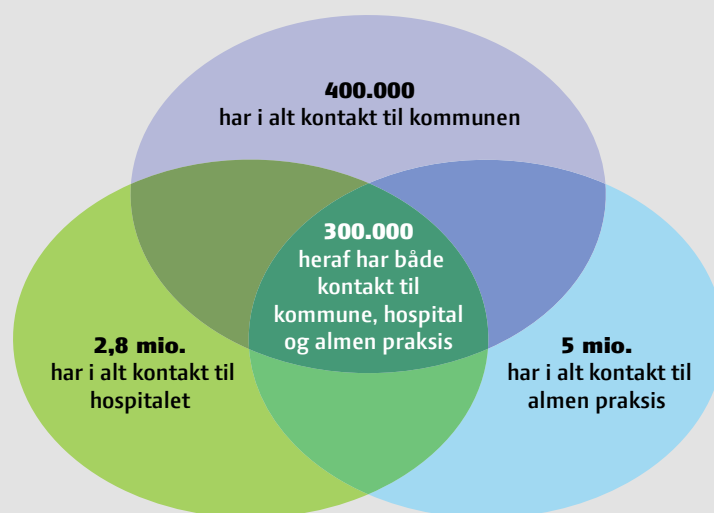 400.000
har i alt kontakt til kommunen
300.000
heraf har både
kontakt til
kommune, hospital
og almen praksis
2,8 mio.
har i alt kontakt til
hospitalet
5 mio.
har i alt kontakt til
almen praksis